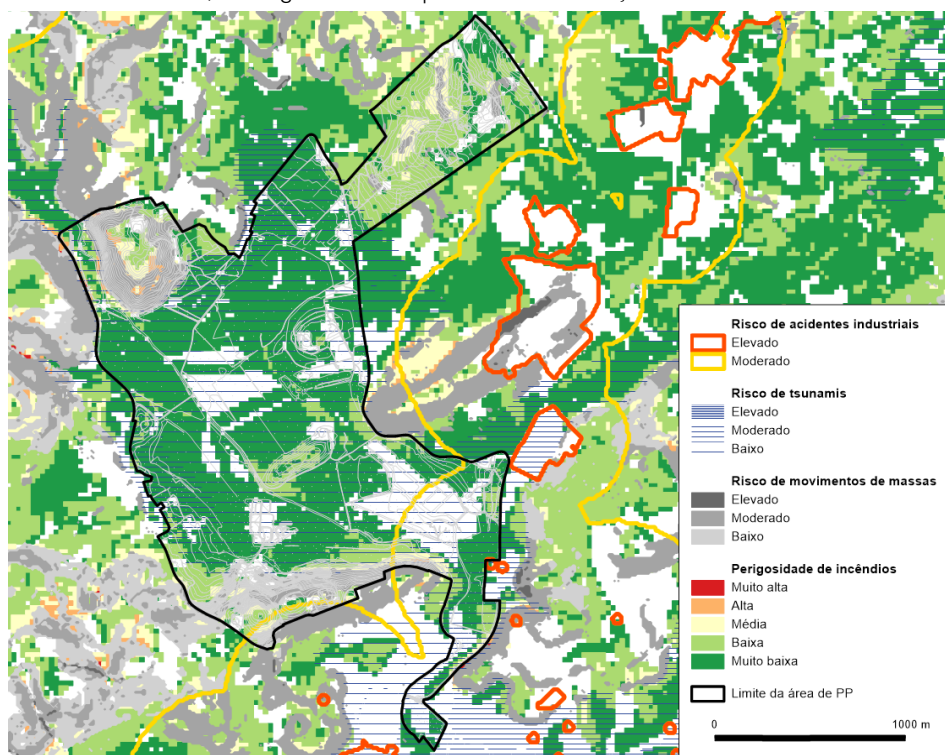 Risco de acidentes industriais
Elevado
Moderado
Risco de tsunamis
Elevado
Moderado
Baixo
Risco de movimentos de massas
Elevado
Moderado
Baixo
Perigosidade de incêndios
Muito alta
Alta
Média
Baixa
Muito baixa
Limite da área de PP
0 1000 m